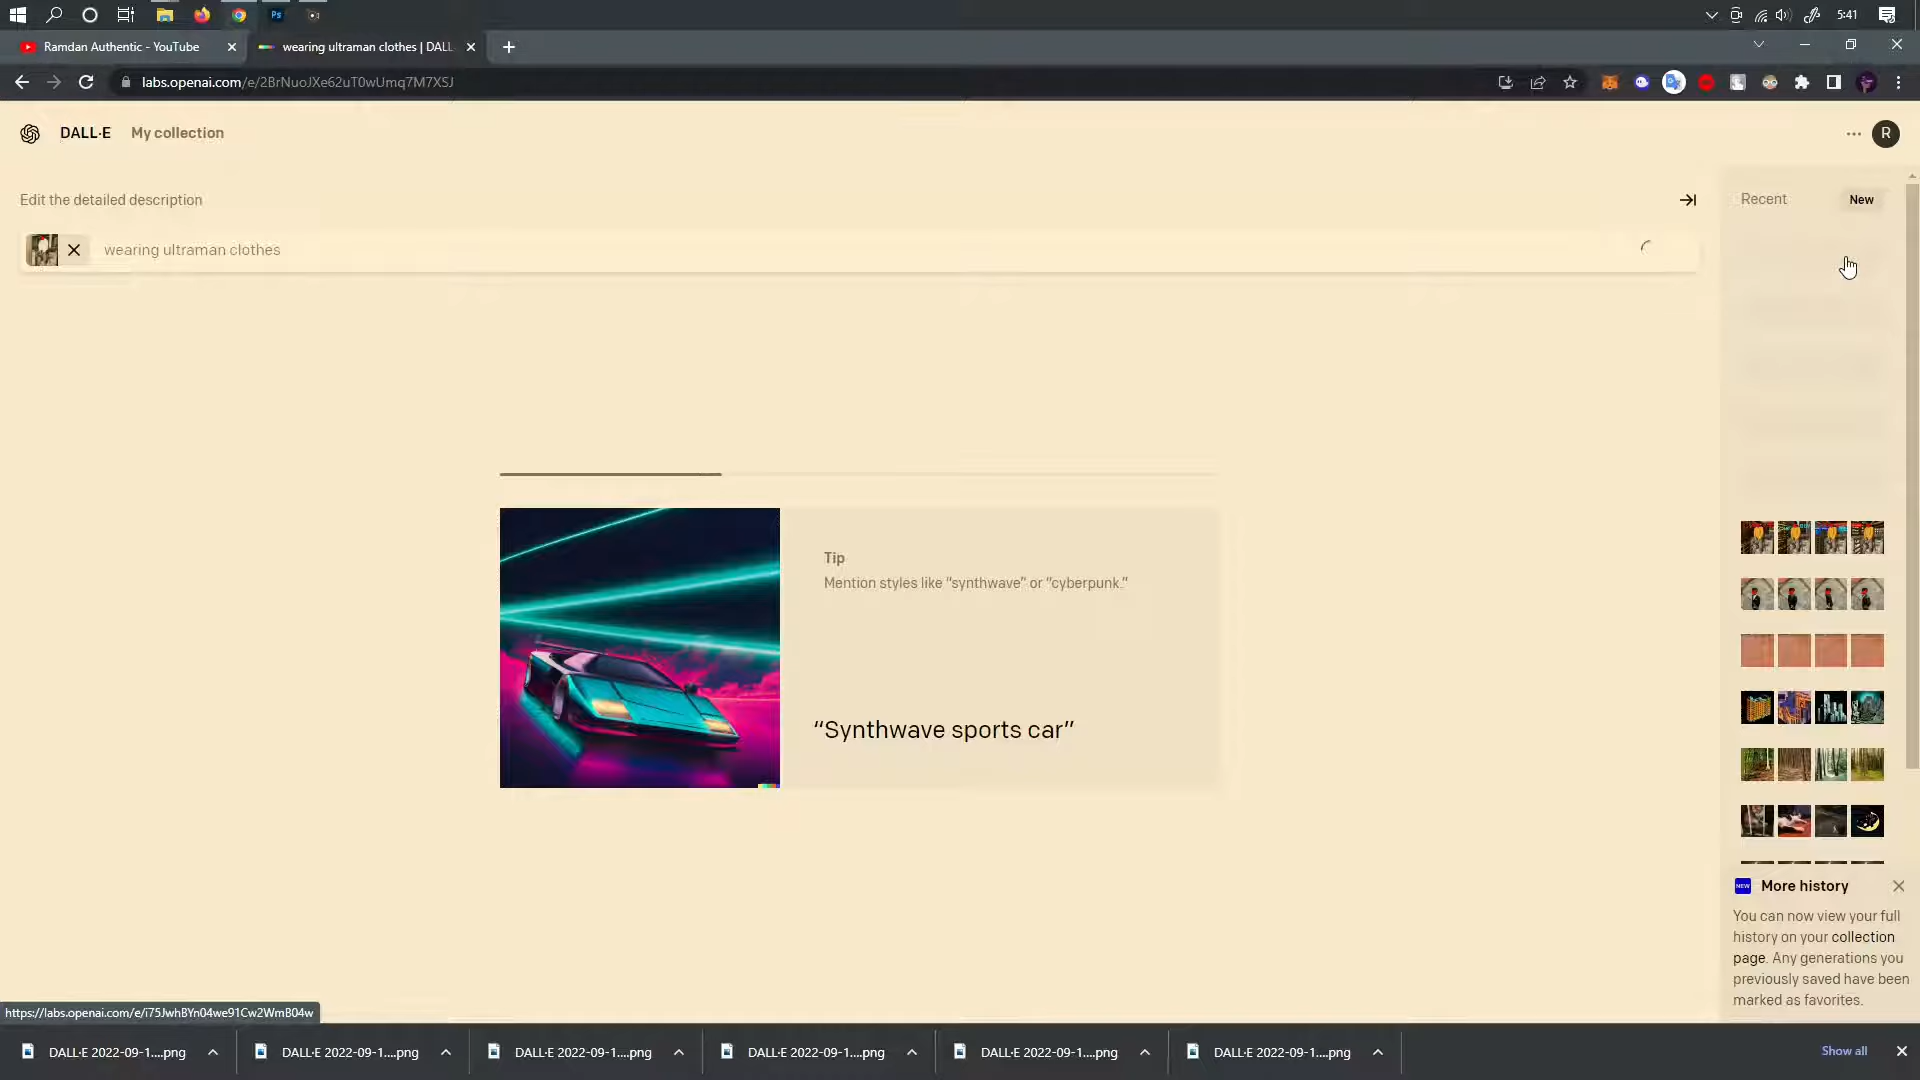 Ps
5:41
Ramdan Authentic - YouTube
wearing ultraman clothes | DALL
labs.openai.com/e/2BrNuoJXe62uT0wUmq7M7XSJ
DALL·E
My collection
R
Edit the detailed description
Recent
New
wearing ultraman clothes
Tip
Mention styles like “synthwave” or “cyberpunk.”
“Synthwave sports car”
NEW
More history
You can now view your full
history on your collection
page. Any generations you
previously saved have been
marked as favorites.
https://labs.openai.com/e/i75JwhBYn04we91Cw2WmB04w
DALL·E 2022-09-1....png
DALL·E 2022-09-1....png
DALL·E 2022-09-1....png
DALL·E 2022-09-1....png
DALL·E 2022-09-1....png
DALL·E 2022-09-1....png
Show all